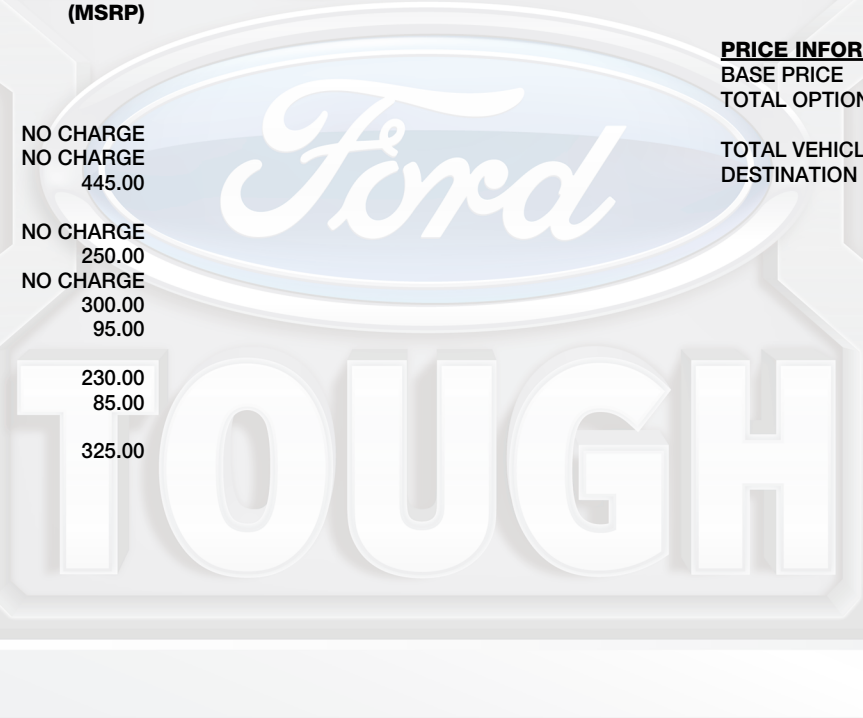 (MSRP)
NO CHARGE
NO CHARGE
445.00
NO CHARGE
250.00
NO CHARGE
300.00
95.00
230.00
85.00
325.00
PRICE INFOR
BASE PRICE
TOTAL OPTION
TOTAL VEHICL
DESTINATION
Ford
TOUGH